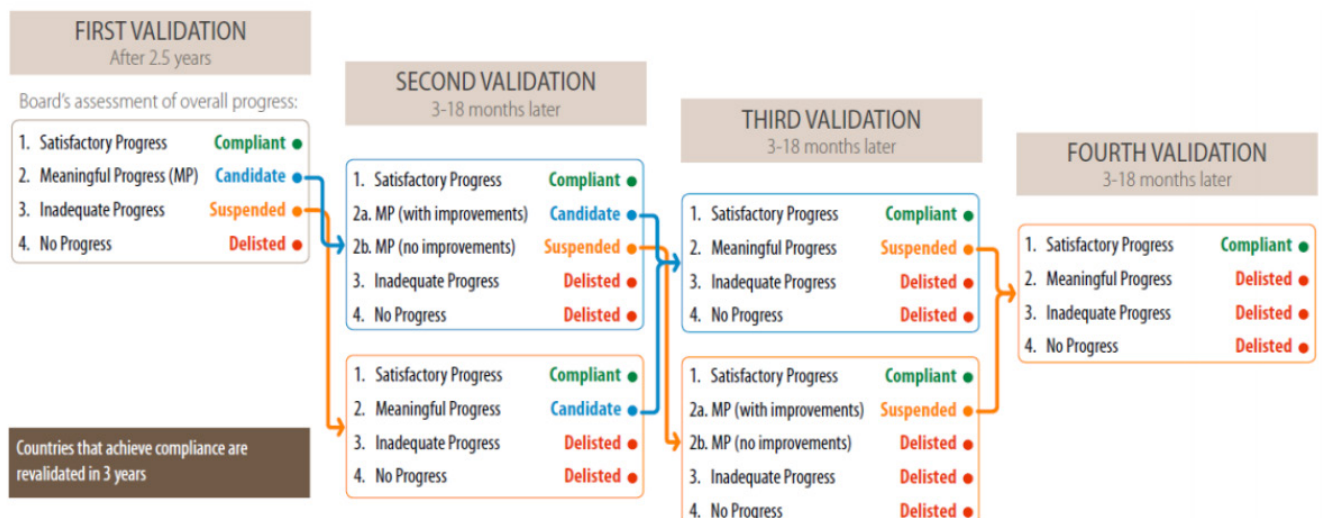 FIRST VALIDATION
After 2.5 years
Board's assessment of overall progress:
1. Satisfactory Progress Compliant
2. Meaningful Progress (MP) Candidate
3. Inadequate Progress Suspended
4. No Progress Delisted
Countries that achieve compliance are
revalidated in 3 years
SECOND VALIDATION
3-18 months later
1. Satisfactory Progress Compliant
2a. MP (with improvements) Candidate
2b. MP (no improvements) Suspended
3. Inadequate Progress Delisted
4. No Progress Delisted
1. Satisfactory Progress Compliant
2. Meaningful Progress Candidate
3. Inadequate Progress Delisted
4. No Progress Delisted
THIRD VALIDATION
3-18 months later
1. Satisfactory Progress Compliant
2. Meaningful Progress Suspended
3. Inadequate Progress Delisted
4. No Progress Delisted
1. Satisfactory Progress Compliant
2a. MP (with improvements) Suspended
2b. MP (no improvements) Delisted
3. Inadequate Progress Delisted
4. No Progress Delisted
FOURTH VALIDATION
3-18 months later
1. Satisfactory Progress Compliant
2. Meaningful Progress Delisted
3. Inadequate Progress Delisted
4. No Progress Delisted